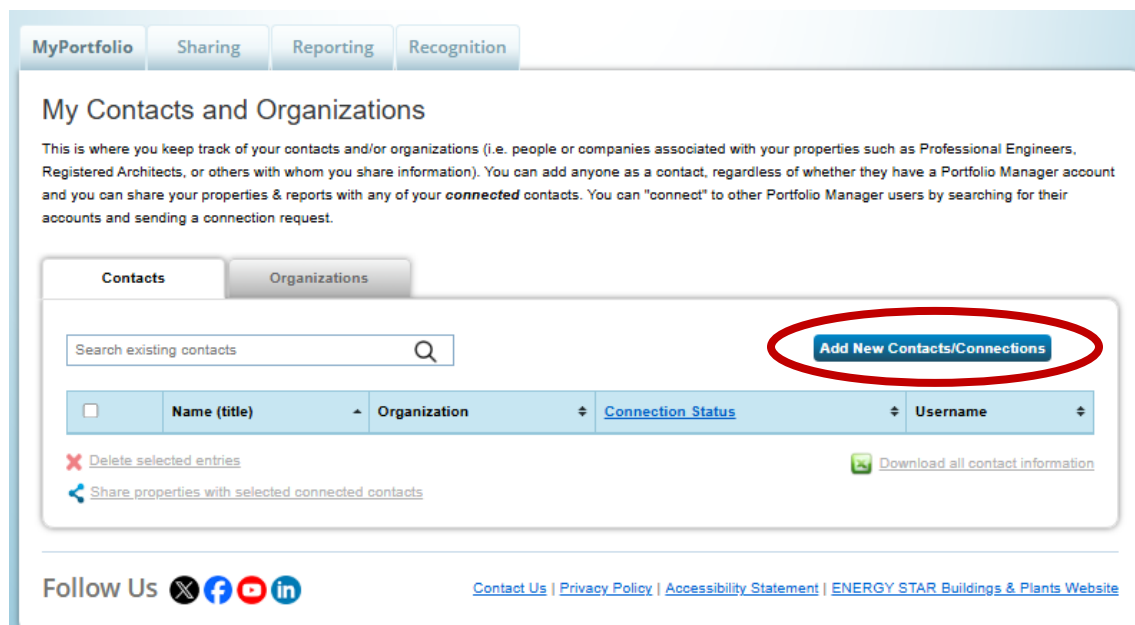 MyPortfolio Sharing Reporting Recognition
My Contacts and Organizations
This is where you keep track of your contacts and/or organizations (i.e. people or companies associated with your properties such as Professional Engineers,
Registered Architects, or others with whom you share information). You can add anyone as a contact, regardless of whether they have a Portfolio Manager account
and you can share your properties & reports with any of your connected contacts. You can "connect" to other Portfolio Manager users by searching for their
accounts and sending a connection request.
Contacts Organizations
Search existing contacts Add New Contacts/Connections
Name (title) Organization Connection Status Username
Delete selected entries Download all contact information
Share properties with selected connected contacts
Follow Us Contact Us | Privacy Policy | Accessibility Statement | ENERGY STAR Buildings & Plants Website